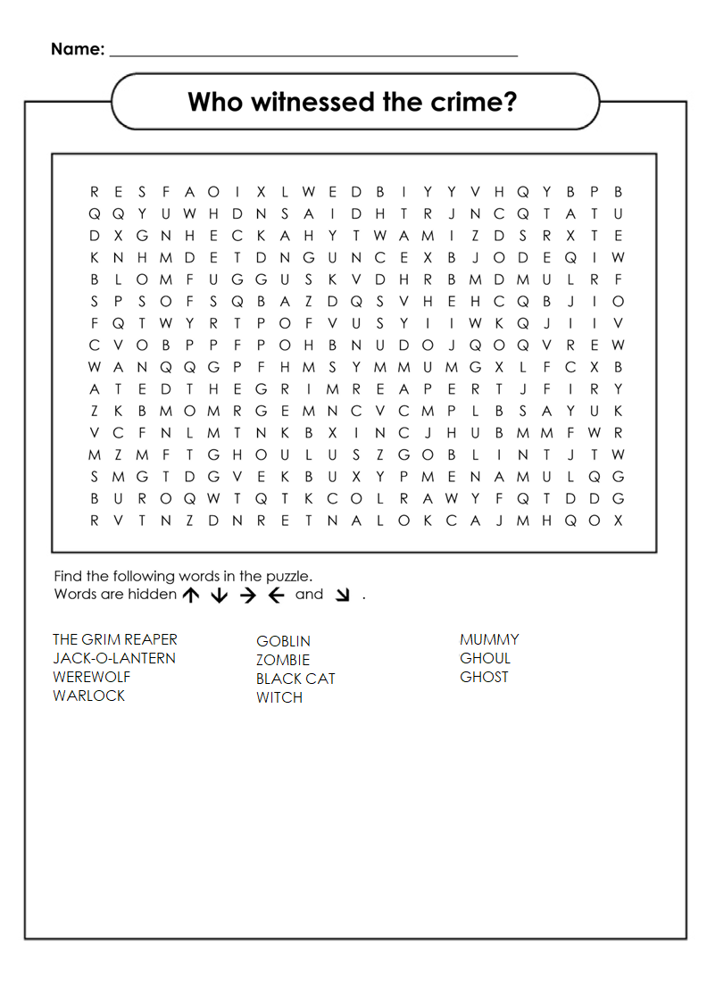 Name:
Who witnessed the crime?
R E S F A O I X L W E D B I Y Y V H Q Y B P B
Q Q Y U W H D N S A I D H T R J N C Q T A T U
D X G N H E C K A H Y T W A M I Z D S R X T E
K N H M D E T D N G U N C E X B J O D E Q I W
B L O M F U G G U S K V D H R B M D M U L R F
S P S O F S Q B A Z D Q S V H E H C Q B J I O
F Q T W Y R T P O F V U S Y I I W K Q J I I V
C V O B P P F P O H B N U D O J Q O Q V R E W
W A N Q Q G P F H M S Y M M U M G X L F C X B
A T E D T H E G R I M R E A P E R T J F I R Y
Z K B M O M R G E M N C V C M P L B S A Y U K
V C F N L M T N K B X I N C J H U B M M F W R
M Z M F T G H O U L U S Z G O B L I N T J T W
S M G T D G V E K B U X Y P M E N A M U L Q G
B U R O Q W T Q T K C O L R A W Y F Q T D D G
R V T N Z D N R E T N A L O K C A J M H Q O X
Find the following words in the puzzle.
Words are hidden ↑ ↓ → ← and ↘ .
THE GRIM REAPER GOBLIN MUMMY
JACK-O-LANTERN ZOMBIE GHOUL
WEREWOLF BLACK CAT GHOST
WARLOCK WITCH